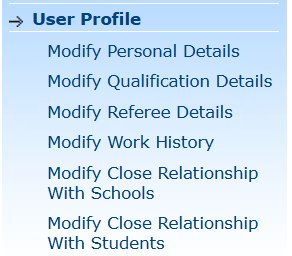 User Profile
Modify Personal Details
Modify Qualification Details
Modify Referee Details
Modify Work History
Modify Close Relationship
With Schools
Modify Close Relationship
With Students